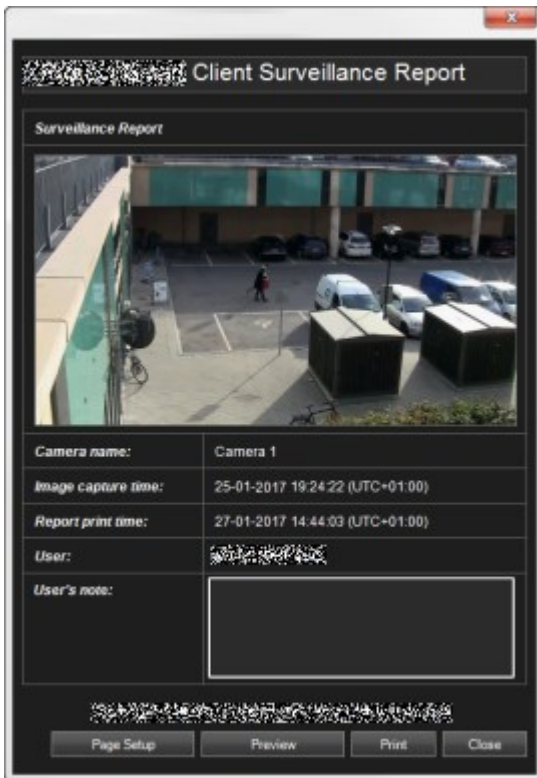 Client Surveillance Report
Surveillance Report
Camera name: Camera 1
Image capture time: 25-01-2017 19:24:22 (UTC+01:00)
Report print time: 27-01-2017 14:44:03 (UTC+01:00)
User:
User's note:
Page Setup Preview Print Close